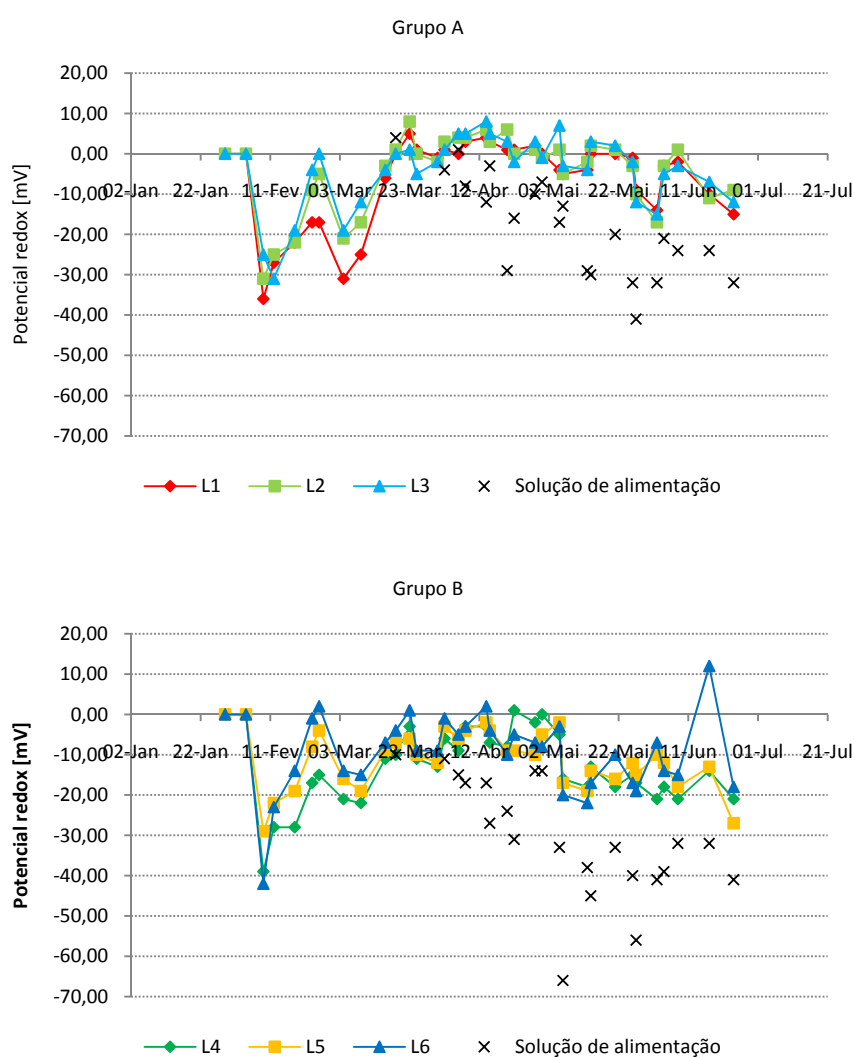 Grupo A
20,00
10,00
0,00
02-Jan 22-Jan 11-Fev 03-Mar 23-Mar 12-Abr 02-Mai 22-Mai 11-Jun 01-Jul 21-Jul
-10,00
-20,00
-30,00
-40,00
-50,00
-60,00
-70,00
Potencial redox [mV]
L1 L2 L3 Solução de alimentação
Grupo B
20,00
10,00
0,00
02-Jan 22-Jan 11-Fev 03-Mar 23-Mar 12-Abr 02-Mai 22-Mai 11-Jun 01-Jul 21-Jul
-10,00
-20,00
-30,00
-40,00
-50,00
-60,00
-70,00
Potencial redox [mV]
L4 L5 L6 Solução de alimentação